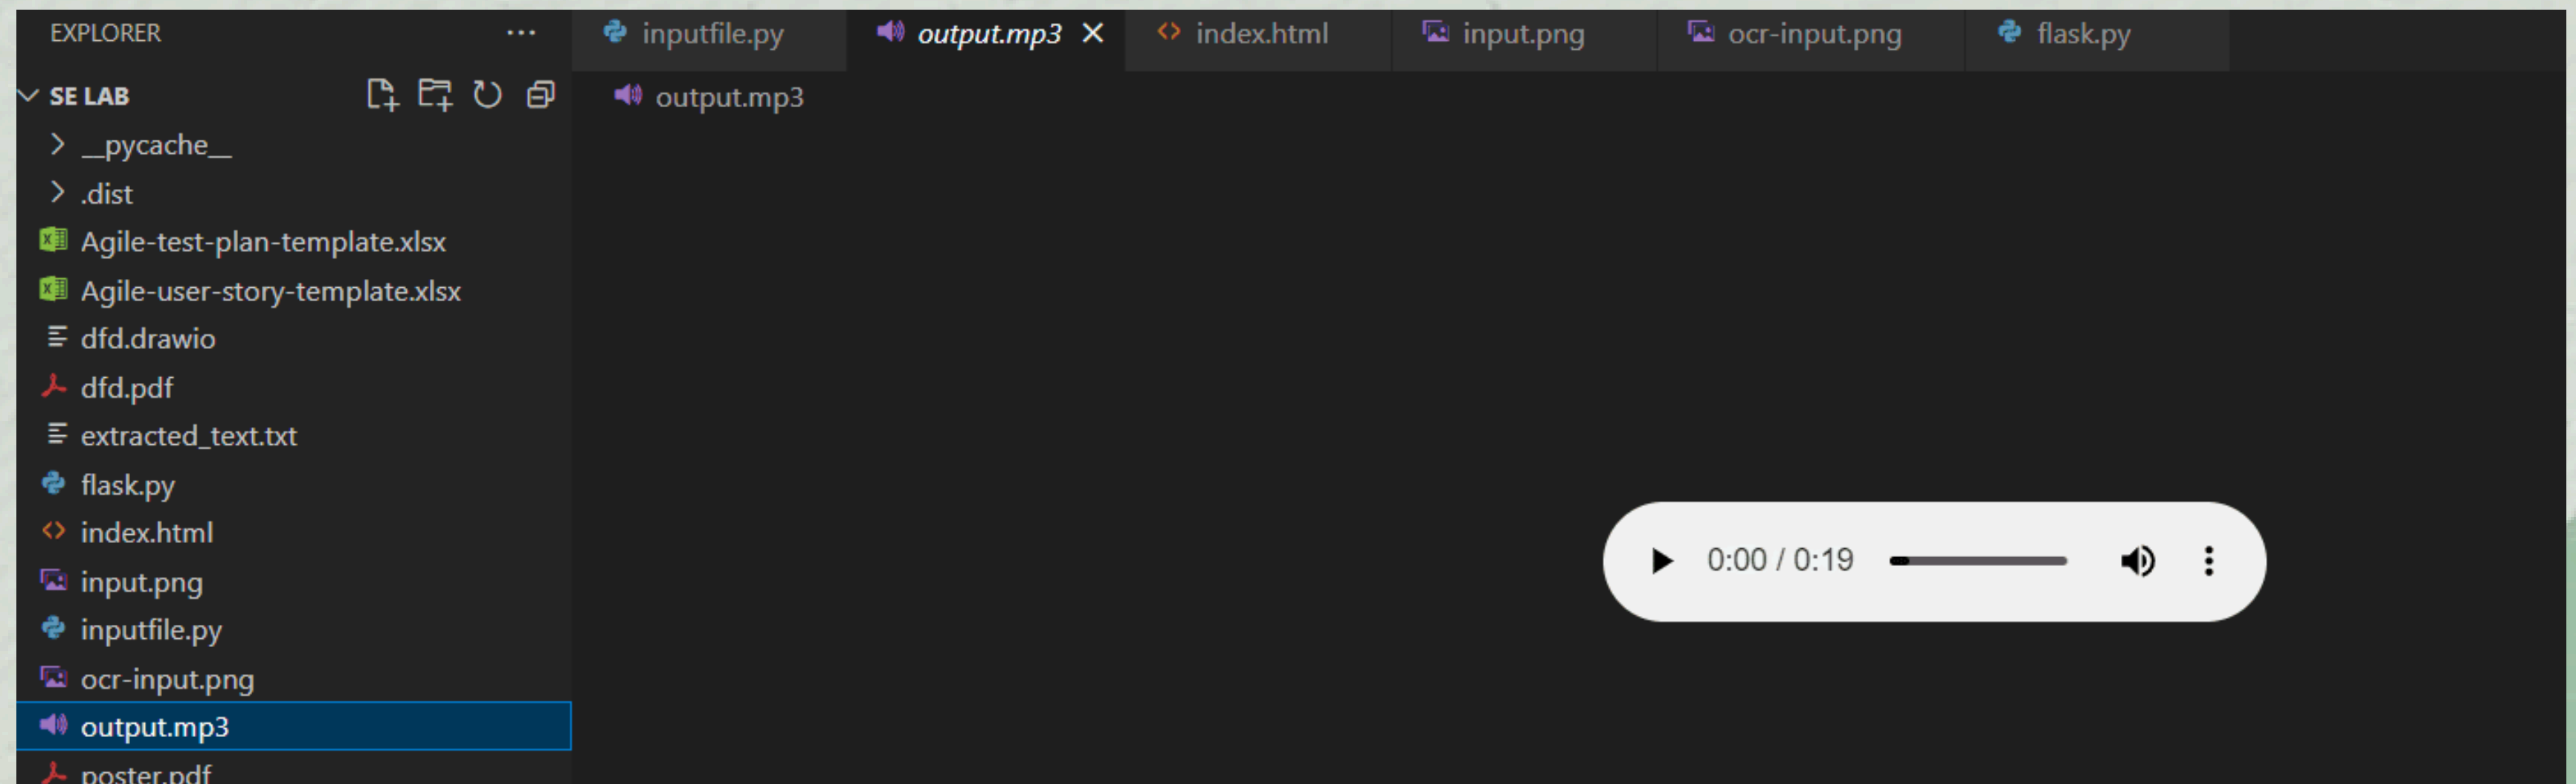 EXPLORER
SE LAB
__pycache__
.dist
Agile-test-plan-template.xlsx
Agile-user-story-template.xlsx
dfd.drawio
dfd.pdf
extracted_text.txt
flask.py
index.html
input.png
inputfile.py
ocr-input.png
output.mp3
poster.pdf
inputfile.py output.mp3 index.html input.png ocr-input.png flask.py
output.mp3
0:00 / 0:19